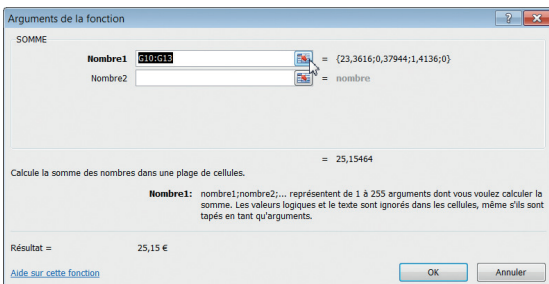 Arguments de la fonction
SOMME
Nombre1 G10:G13 = {23,3616;0,37944;1,4136;0}
Nombre2 = nombre
= 25,15464
Calcule la somme des nombres dans une plage de cellules.
Nombre1: nombre1;nombre2;... représentent de 1 à 255 arguments dont vous voulez calculer la
somme. Les valeurs logiques et le texte sont ignorés dans les cellules, même s'ils sont
tapés en tant qu'arguments.
Résultat = 25,15 €
Aide sur cette fonction OK Annuler